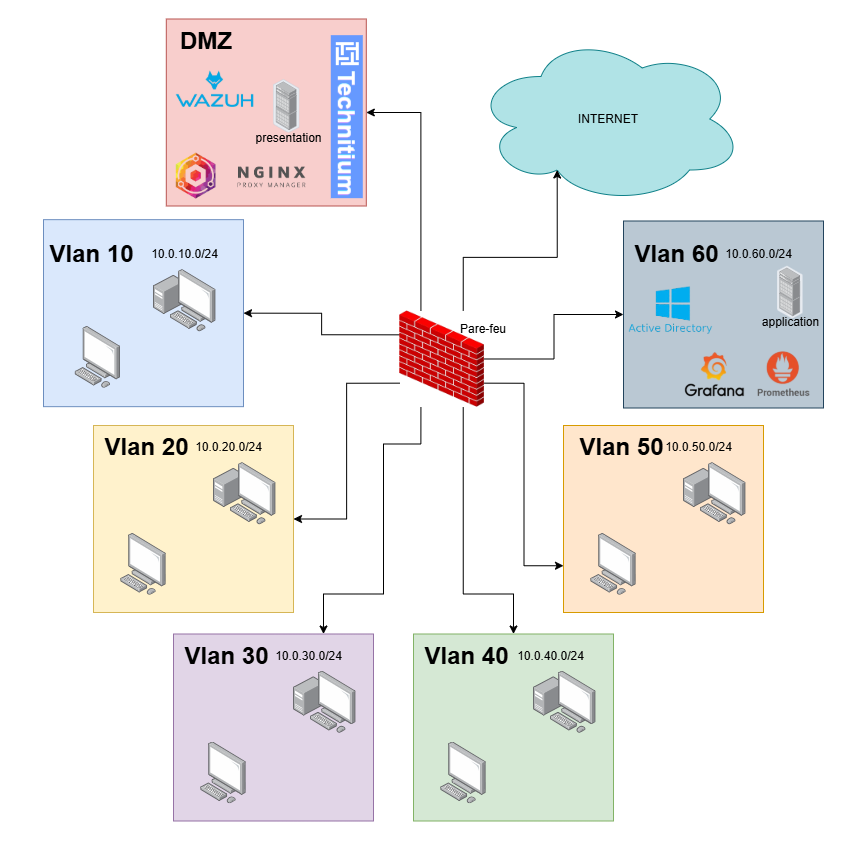 DMZ
WAZUH
presentation
Technitium
NGINX
PROXY MANAGER
INTERNET
Vlan 10 10.0.10.0/24
Vlan 60 10.0.60.0/24
Active Directory
application
Grafana
Prometheus
Pare-feu
Vlan 20 10.0.20.0/24
Vlan 50 10.0.50.0/24
Vlan 30 10.0.30.0/24
Vlan 40 10.0.40.0/24